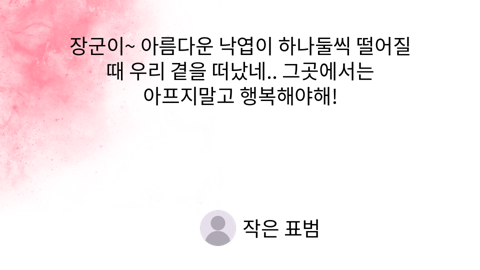 장군이~ 아름다운 낙엽이 하나둘씩 떨어질
때 우리 곁을 떠났네.. 그곳에서는
아프지말고 행복해야해!
작은 표범